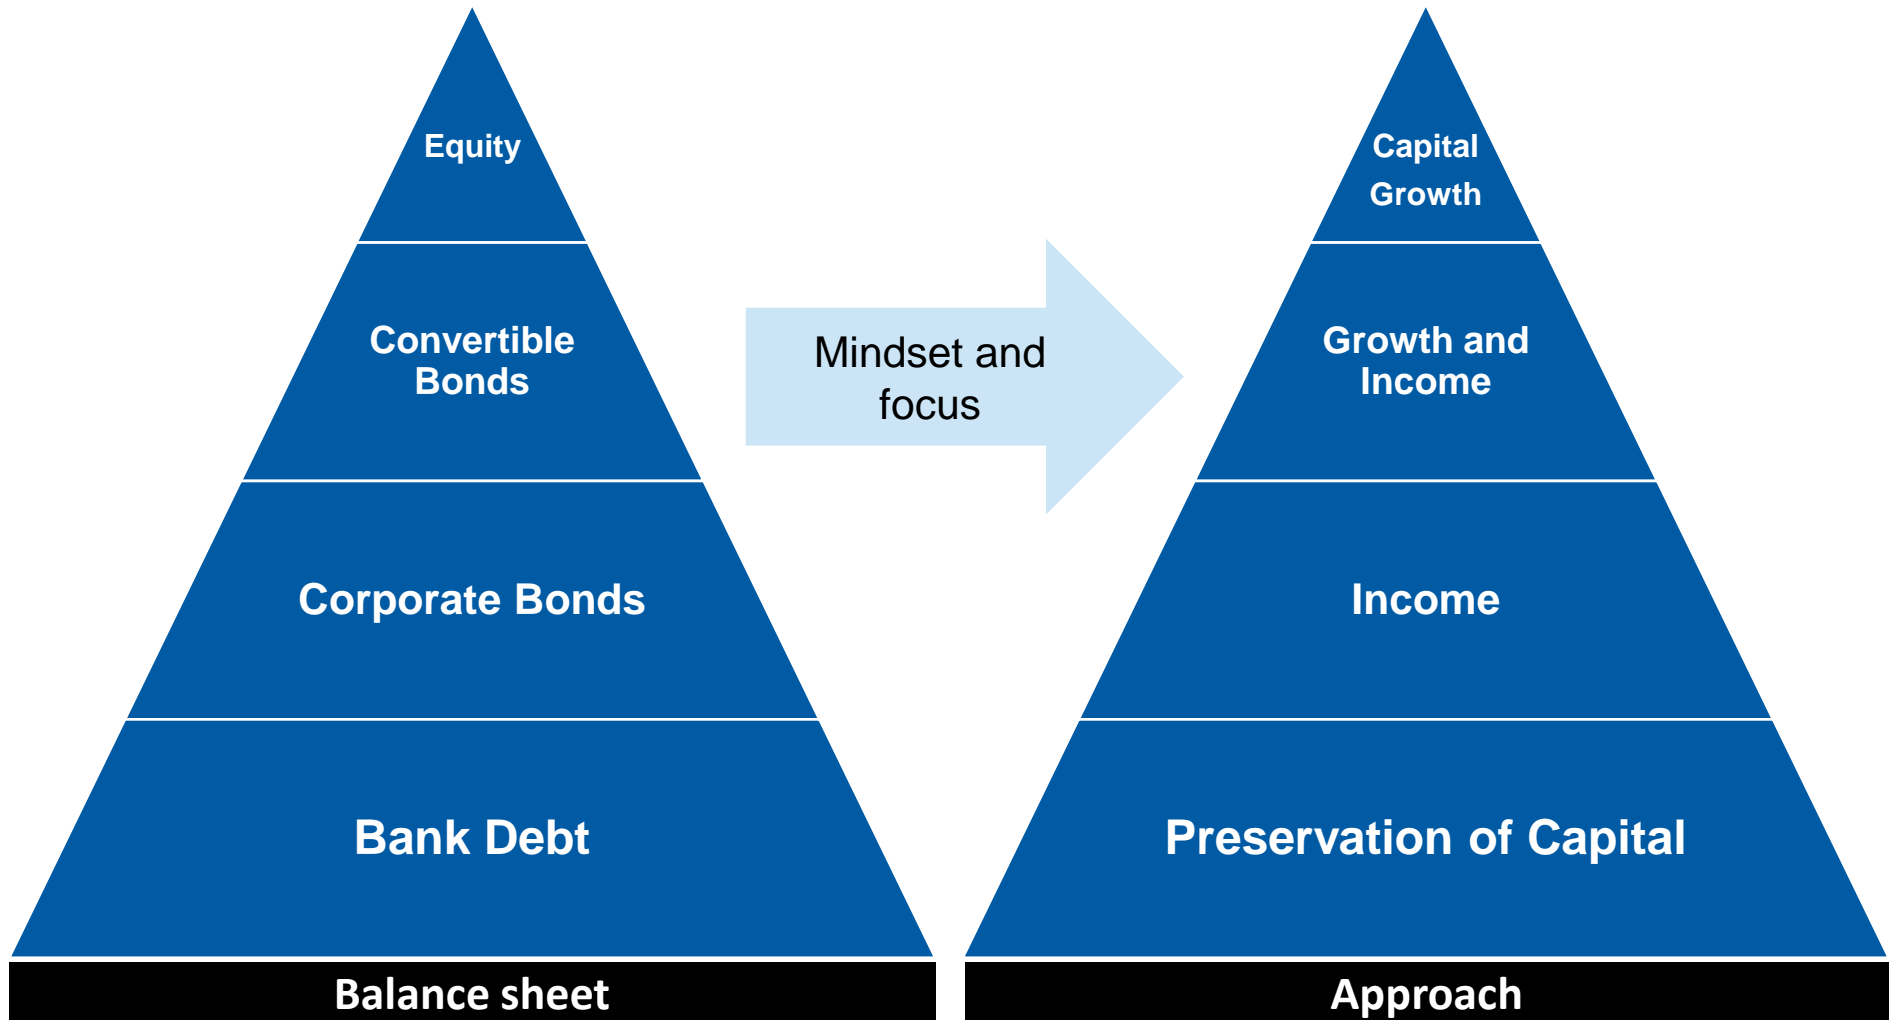 Equity
Convertible
Bonds
Corporate Bonds
Bank Debt
Balance sheet
Mindset and
focus
Capital
Growth
Growth and
Income
Income
Preservation of Capital
Approach